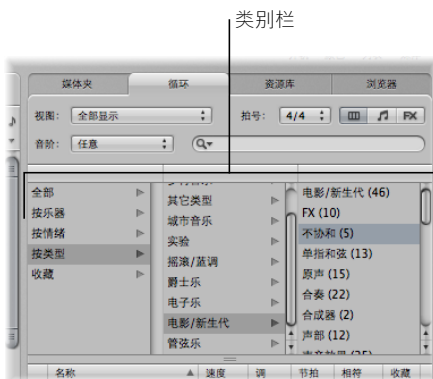 类别栏
媒体夹 循环 资源库 浏览器
视图: 全部显示 拍号: 4/4 FX
音阶: 任意
全部
按乐器
按情绪
按类型
收藏
其它类型
城市音乐
实验
摇滚/蓝调
爵士乐
电子乐
电影/新生代
管弦乐
电影/新生代 (46)
FX (10)
不协和 (5)
单指和弦 (13)
原声 (15)
合奏 (22)
合成器 (2)
声部 (12)
名称 速度 调 节拍 相符 收藏